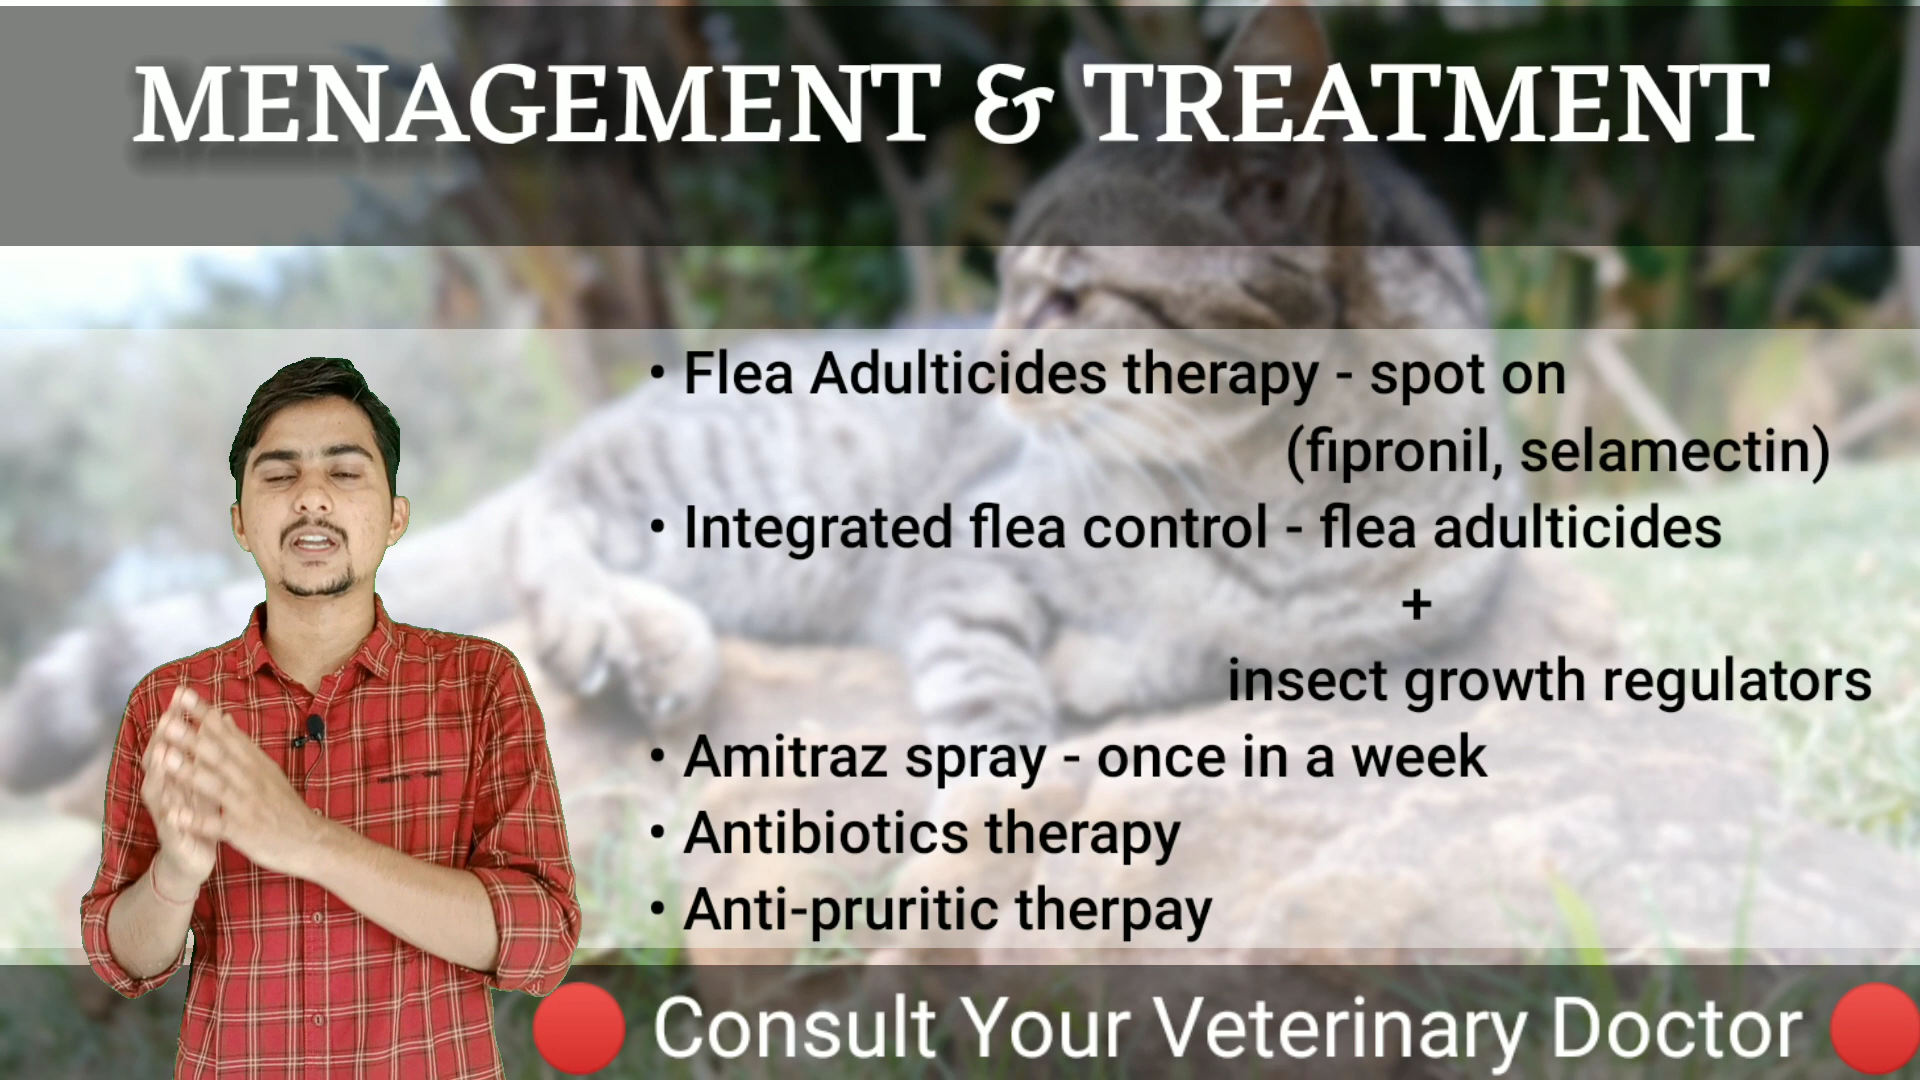 MENAGEMENT & TREATMENT
• Flea Adulticides therapy - spot on
(fipronil, selamectin)
• Integrated flea control - flea adulticides
+
insect growth regulators
• Amitraz spray - once in a week
• Antibiotics therapy
• Anti-pruritic therpay
Consult Your Veterinary Doctor